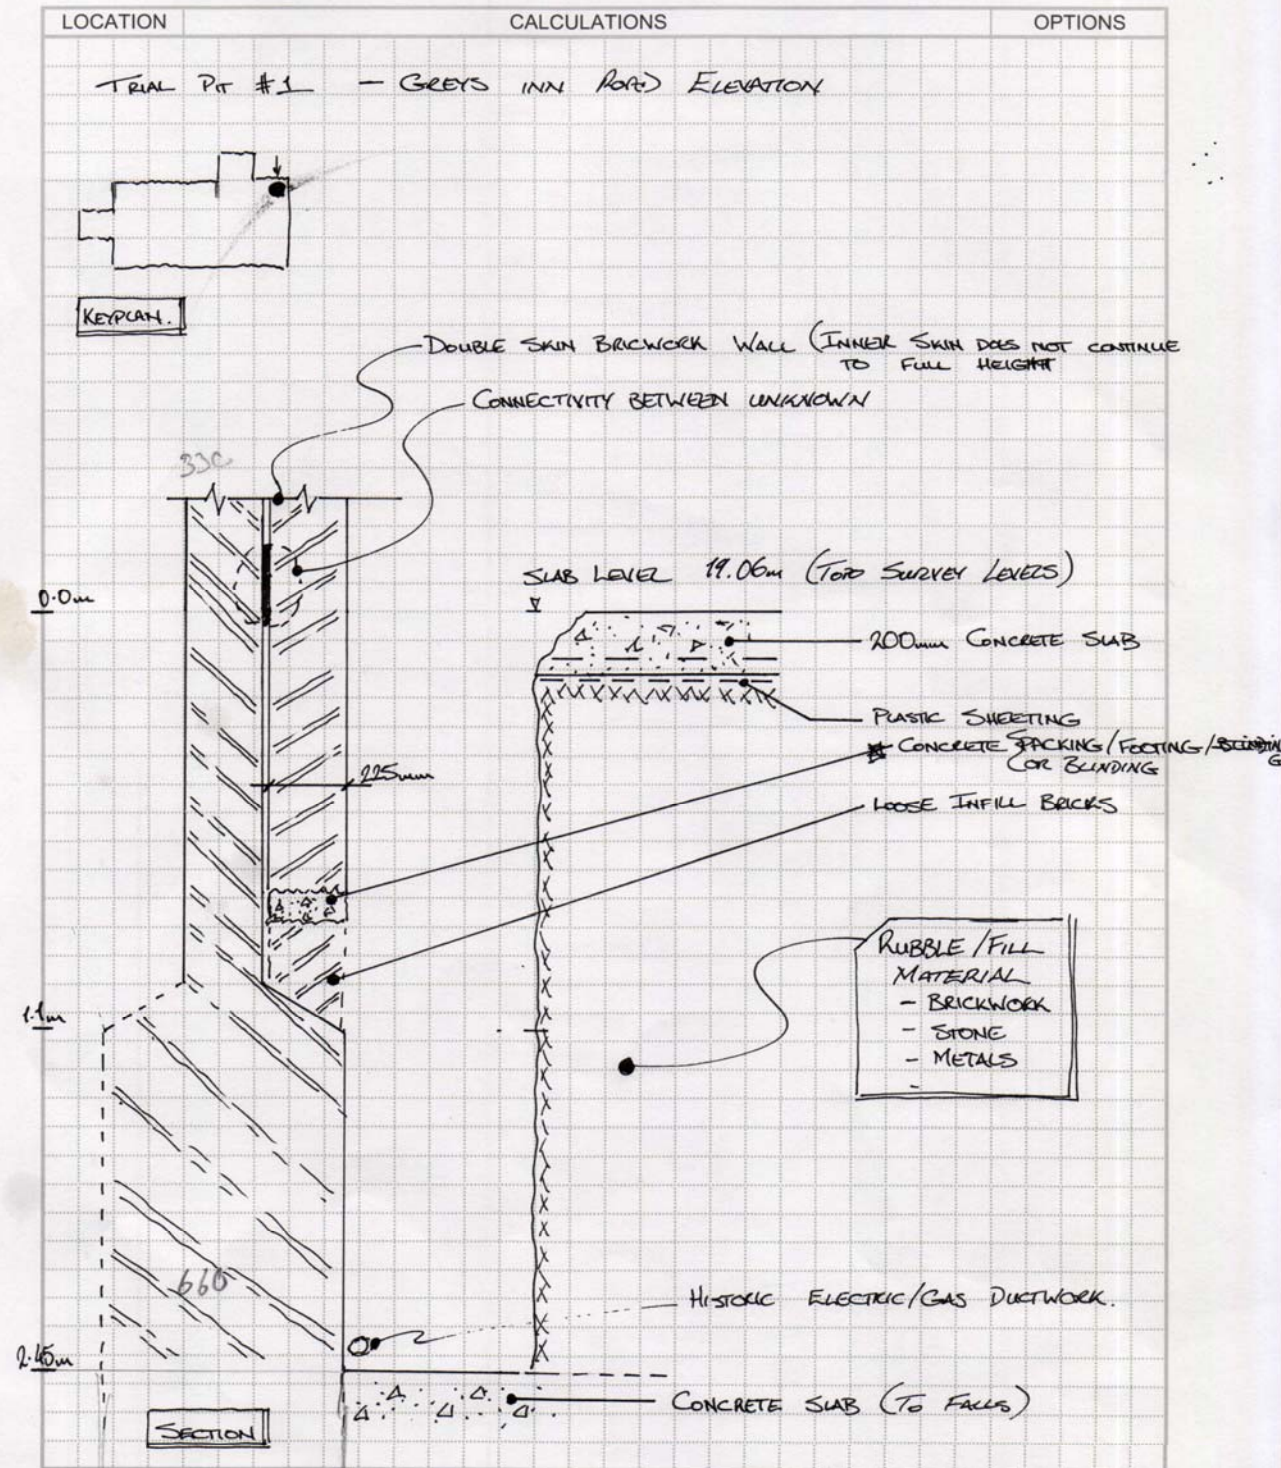 LOCATION CALCULATIONS OPTIONS
TRIAL PIT #1 — GREYS INN ROAD ELEVATION
KEYPLAN.
DOUBLE SKIN BRICWORK WALL (INNER SKIN DOES NOT CONTINUE
TO FULL HEIGHT
CONNECTIVITY BETWEEN UNKNOWN
330
0.0m
SLAB LEVEL 19.06m (TOPO SURVEY LEVELS)
200mm CONCRETE SLAB
PLASTIC SHEETING
CONCRETE PACKING/FOOTING/BLINDING
(OR BLINDING
225mm
LOOSE INFILL BRICKS
RUBBLE/FILL
MATERIAL
- BRICKWORK
- STONE
- METALS
-
1.1m
660
HISTORIC ELECTRIC/GAS DUCTWORK.
2.45m
CONCRETE SLAB (TO FALLS)
SECTION